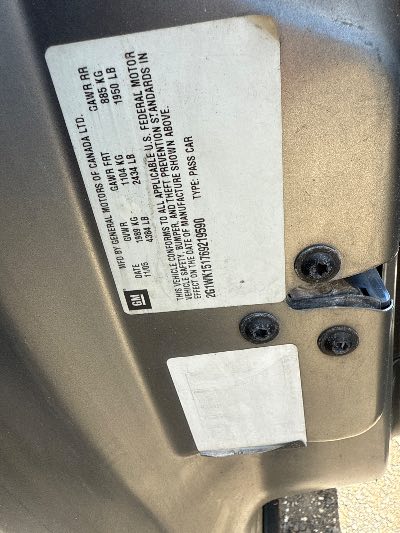 MFD BY GENERAL MOTORS OF CANADA LTD.
DATE GVWR GAWR FRT GAWR RR
11/05 1989 KG 1104 KG 885 KG
4384 LB 2434 LB 1950 LB
THIS VEHICLE CONFORMS TO ALL APPLICABLE U.S. FEDERAL MOTOR
VEHICLE SAFETY, BUMPER, AND THEFT PREVENTION STANDARDS IN
EFFECT ON THE DATE OF MANUFACTURE SHOWN ABOVE.
2G1WK151769219590 TYPE: PASS CAR
GM